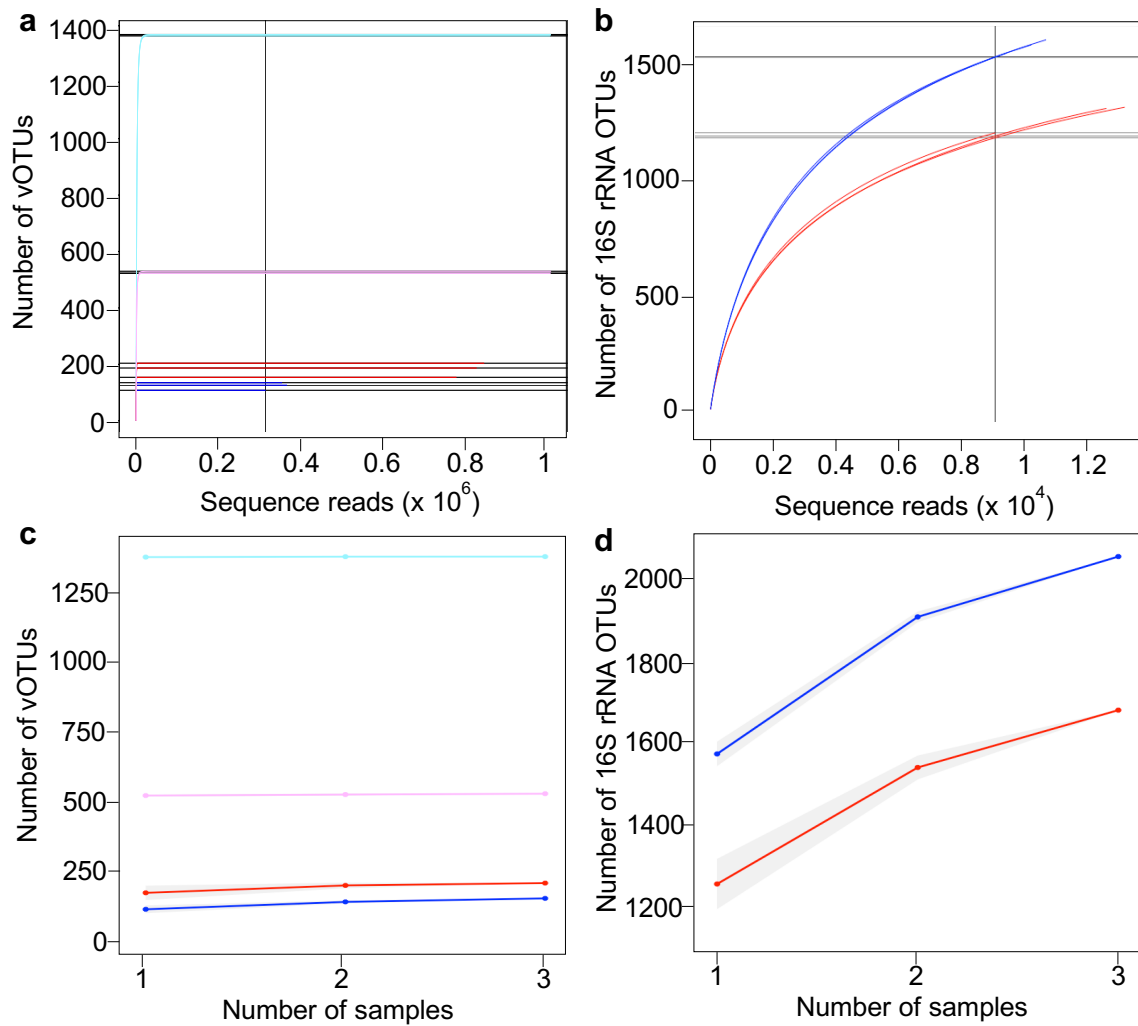 a
1400
1200
1000
800
600
400
200
0
Number of vOTUs
0 0.2 0.4 0.6 0.8 1
Sequence reads (x 10^6)
b
1500
1000
500
0
Number of 16S rRNA OTUs
0 0.2 0.4 0.6 0.8 1 1.2
Sequence reads (x 10^4)
c
1250
1000
750
500
250
0
Number of vOTUs
1 2 3
Number of samples
d
2000
1800
1600
1400
1200
Number of 16S rRNA OTUs
1 2 3
Number of samples